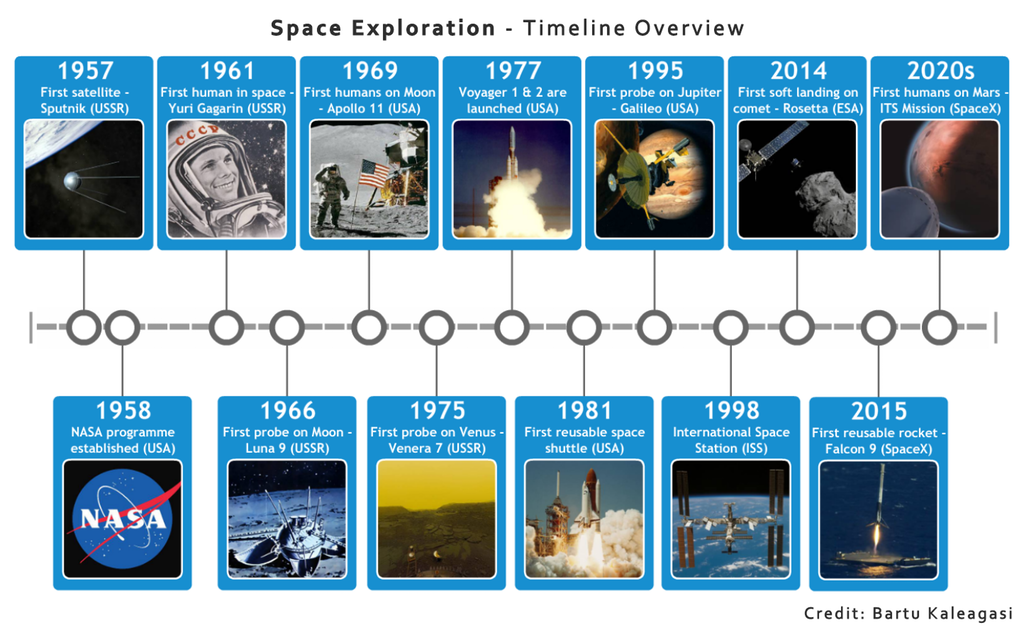 Space Exploration - Timeline Overview
1957
First satellite -
Sputnik (USSR)
1961
First human in space -
Yuri Gagarin (USSR)
CCCP
1969
First humans on Moon
- Apollo 11 (USA)
1977
Voyager 1 & 2 are
launched (USA)
1995
First probe on Jupiter
- Galileo (USA)
2014
First soft landing on
comet - Rosetta (ESA)
2020s
First humans on Mars -
ITS Mission (SpaceX)
1958
NASA programme
established (USA)
NASA
1966
First probe on Moon -
Luna 9 (USSR)
1975
First probe on Venus -
Venera 7 (USSR)
1981
First reusable space
shuttle (USA)
1998
International Space
Station (ISS)
2015
First reusable rocket -
Falcon 9 (SpaceX)
Credit: Bartu Kaleagasi